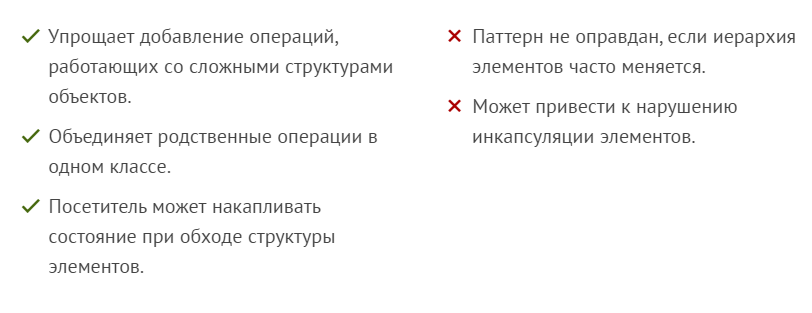 Упрощает добавление операций,
работающих со сложными структурами
объектов.
Объединяет родственные операции в
одном классе.
Посетитель может накапливать
состояние при обходе структуры
элементов.
Паттерн не оправдан, если иерархия
элементов часто меняется.
Может привести к нарушению
инкапсуляции элементов.